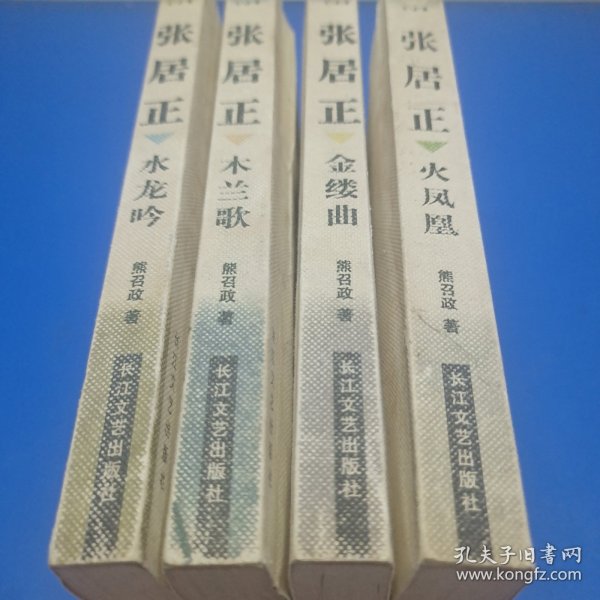 张居正
水龙吟
熊召政 著
长江文艺出版社
张居正
木兰歌
熊召政 著
长江文艺出版社
张居正
金缕曲
熊召政 著
长江文艺出版社
张居正
火凤凰
熊召政 著
长江文艺出版社
孔夫子旧书网
www.kongfz.com